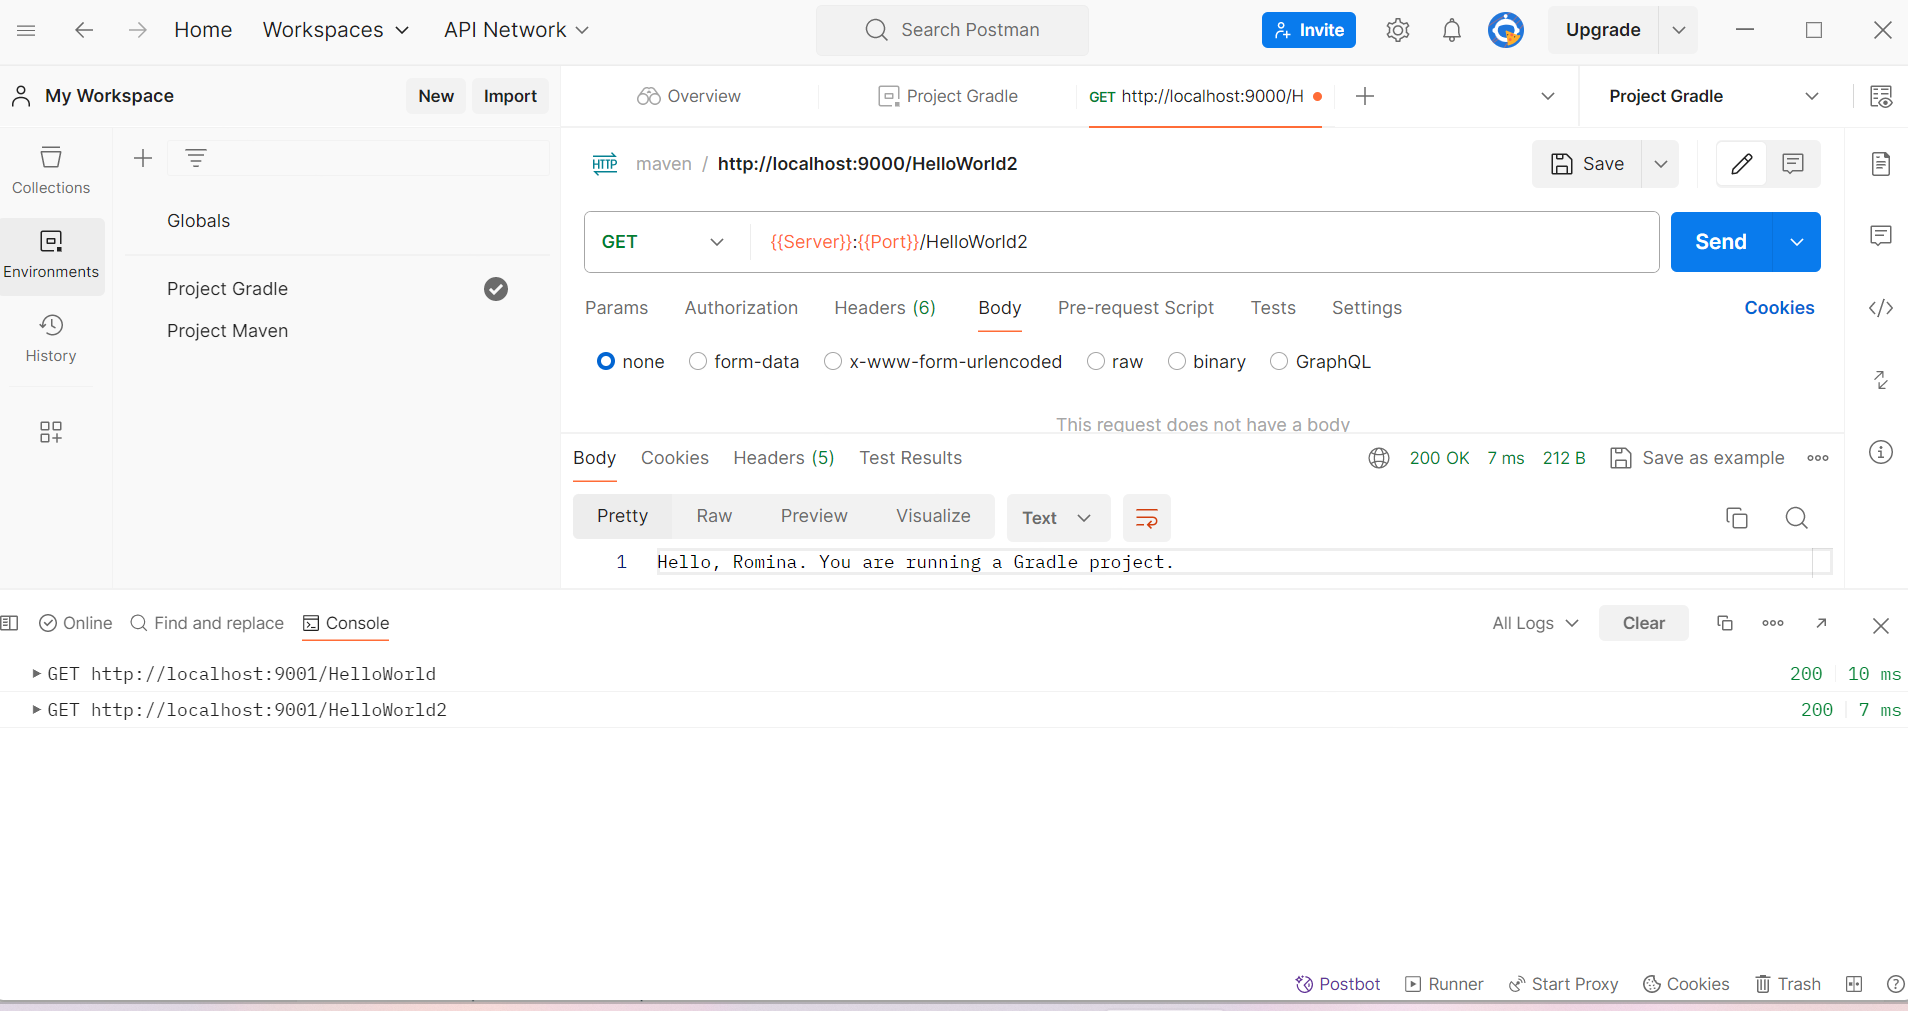 Home Workspaces API Network Search Postman Invite Upgrade
My Workspace New Import Overview Project Gradle GET http://localhost:9000/H Project Gradle
Collections
HTTP maven / http://localhost:9000/HelloWorld2 Save
Globals
Environments
GET {{Server}}:{{Port}}/HelloWorld2 Send
Project Gradle
Project Maven
History
Params Authorization Headers (6) Body Pre-request Script Tests Settings Cookies
none form-data x-www-form-urlencoded raw binary GraphQL
This request does not have a body
Body Cookies Headers (5) Test Results 200 OK 7 ms 212 B Save as example
Pretty Raw Preview Visualize Text
1 Hello, Romina. You are running a Gradle project.
Online Find and replace Console All Logs Clear
GET http://localhost:9001/HelloWorld 200 10 ms
GET http://localhost:9001/HelloWorld2 200 7 ms
Postbot Runner Start Proxy Cookies Trash